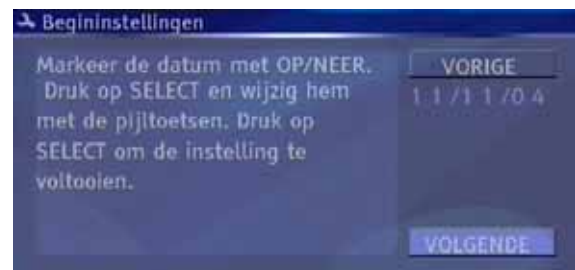 Begininstellingen
Markeer de datum met OP/NEER.
Druk op SELECT en wijzig hem
met de pijltoetsen. Druk op
SELECT om de instelling te
voltooien.
VORIGE
11/11/04
VOLGENDE